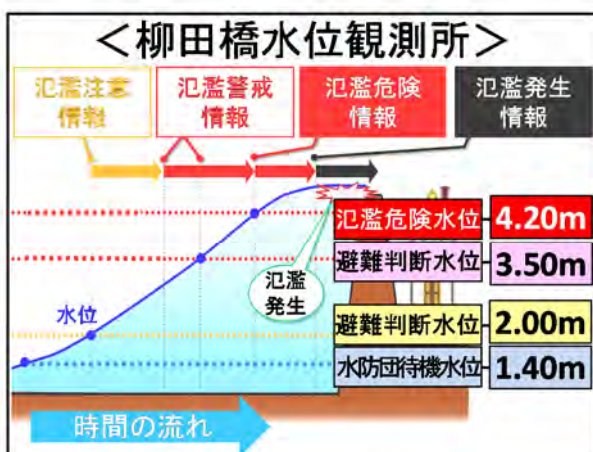 ＜柳田橋水位観測所＞
氾濫注意
情報
氾濫警戒
情報
氾濫危険
情報
氾濫発生
情報
氾濫危険水位
4.20m
避難判断水位
3.50m
氾濫
発生
水位
避難判断水位
2.00m
水防団待機水位
1.40m
時間の流れ